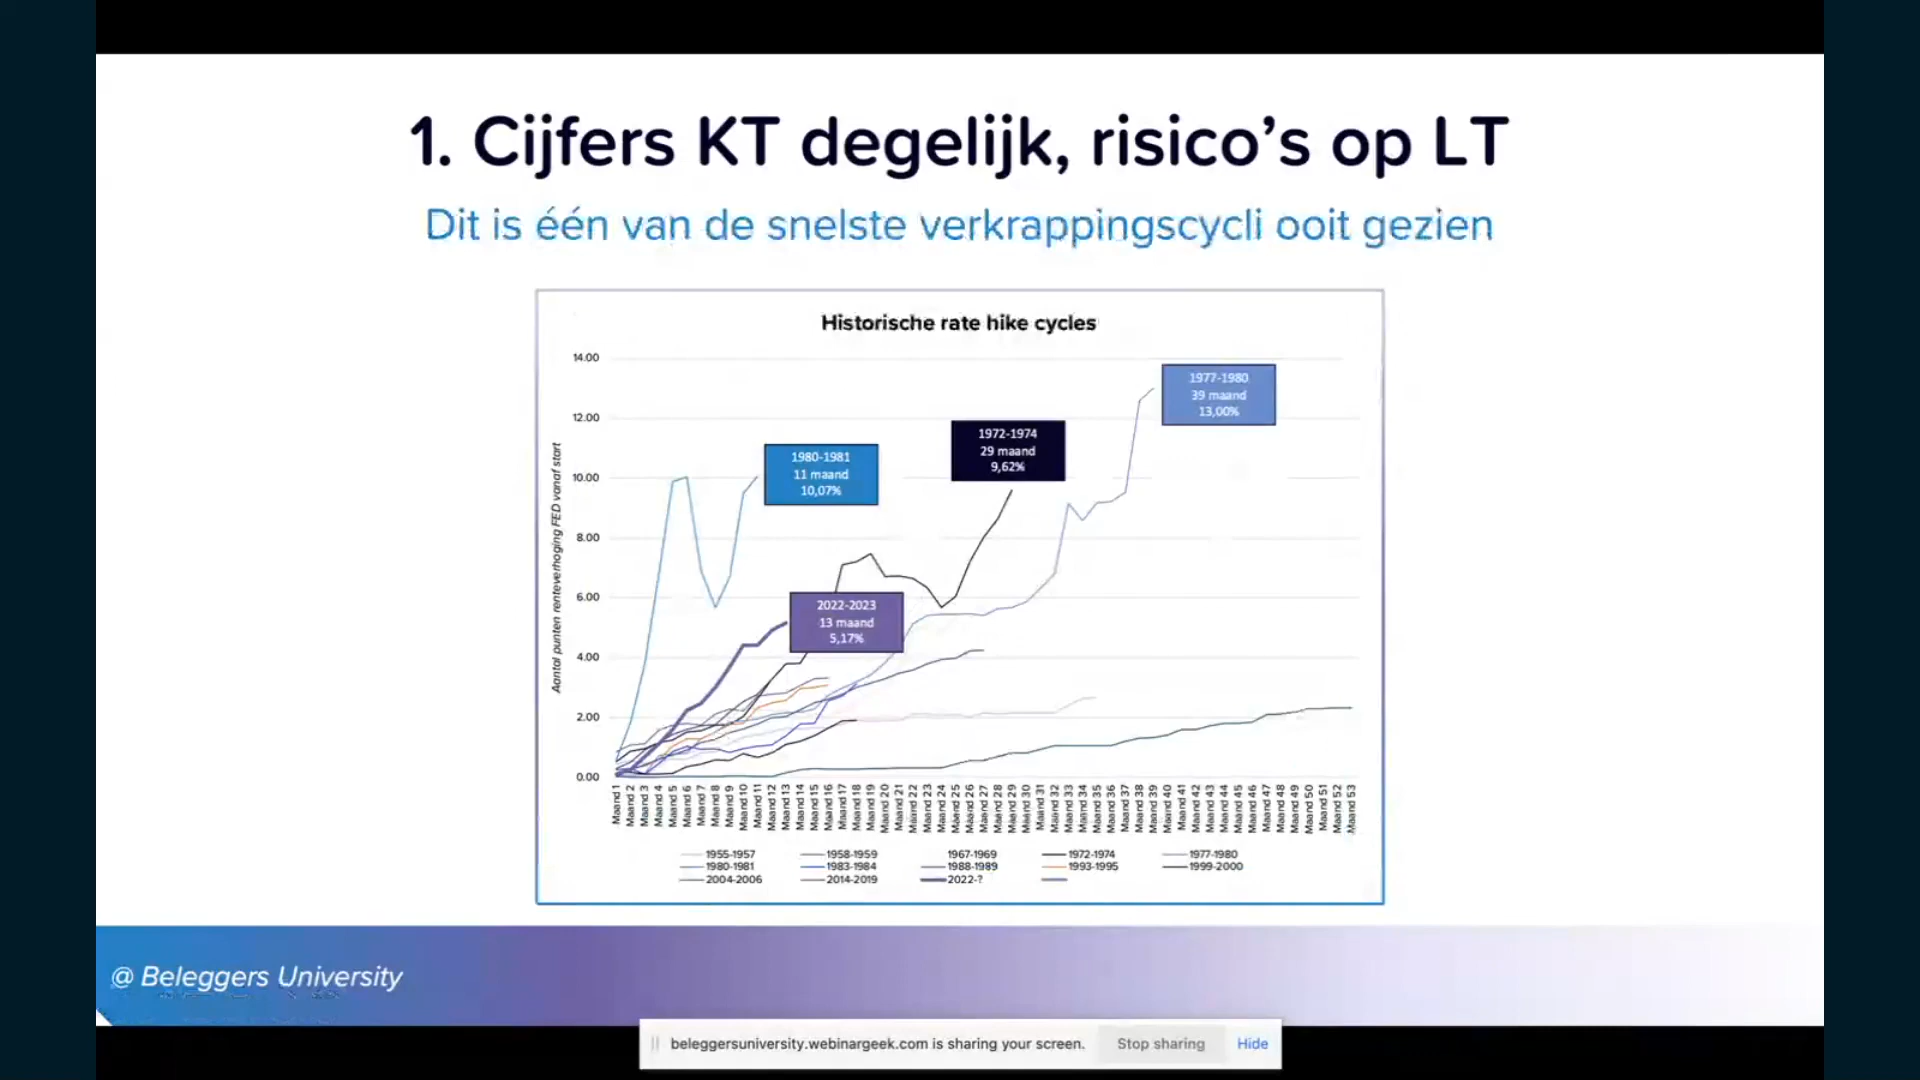 1. Cijfers KT degelijk, risico's op LT
Dit is één van de snelste verkrappingscycli ooit gezien
Historische rate hike cycles
Aantal punten renteverhoging FED vanaf start
14.00
12.00
10.00
8.00
6.00
4.00
2.00
0.00
1980-1981
11 maand
10,07%
1972-1974
29 maand
9,62%
1977-1980
39 maand
13,00%
2022-2023
13 maand
5,17%
Maand 1
Maand 2
Maand 3
Maand 4
Maand 5
Maand 6
Maand 7
Maand 8
Maand 9
Maand 10
Maand 11
Maand 12
Maand 13
Maand 14
Maand 15
Maand 16
Maand 17
Maand 18
Maand 19
Maand 20
Maand 21
Maand 22
Maand 23
Maand 24
Maand 25
Maand 26
Maand 27
Maand 28
Maand 29
Maand 30
Maand 31
Maand 32
Maand 33
Maand 34
Maand 35
Maand 36
Maand 37
Maand 38
Maand 39
Maand 40
Maand 41
Maand 42
Maand 43
Maand 44
Maand 45
Maand 46
Maand 47
Maand 48
Maand 49
Maand 50
Maand 51
Maand 52
Maand 53
1955-1957 1958-1959 1967-1969 1972-1974 1977-1980
1980-1981 1983-1984 1988-1989 1993-1995 1999-2000
2004-2006 2014-2019 2022-?
@ Beleggers University
beleggersuniversity.webinargeek.com is sharing your screen. Stop sharing Hide